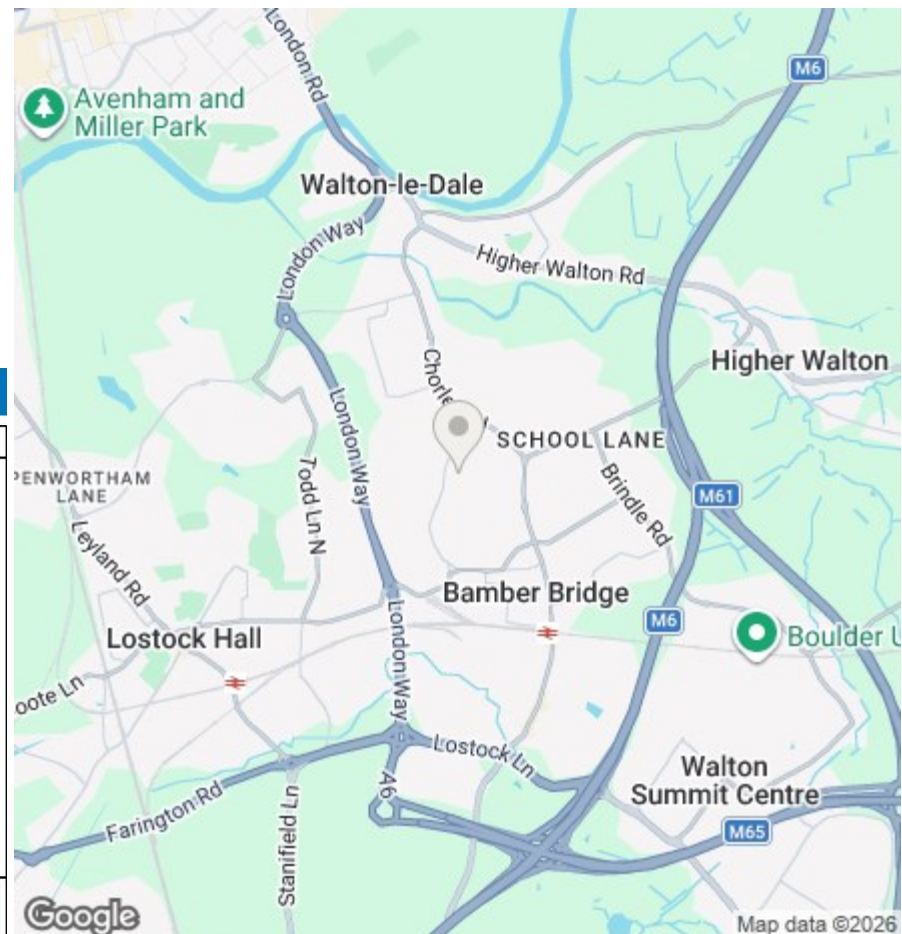 London Rd
M6
Avenham and
Miller Park
Walton-le-Dale
London Way
Higher Walton Rd
Higher Walton
Chorle
SCHOOL LANE
London Way
Todd Ln N
PENWORTHAM
LANE
Brindle Rd
M61
Leyland Rd
Bamber Bridge
M6
Boulder U
Lostock Hall
London Way
oote Ln
Lostock Ln
Walton
Summit Centre
A6
M65
Farington Rd
Stanifield Ln
Google
Map data ©2026